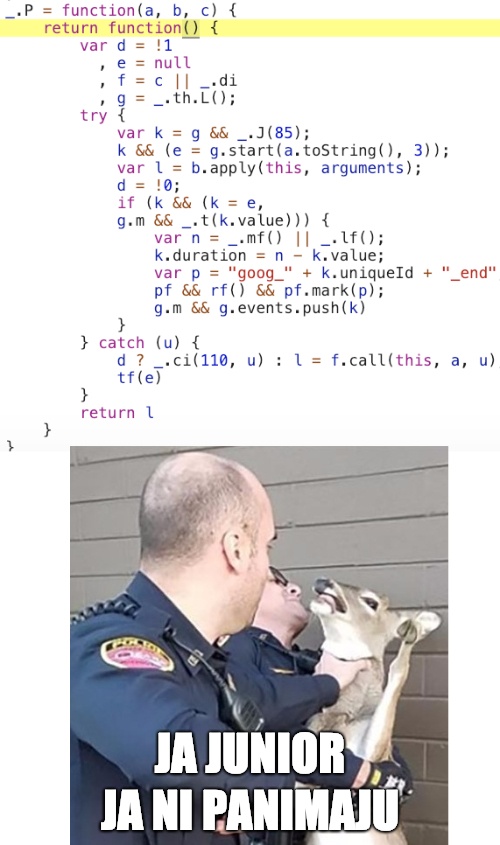 _.P = function(a, b, c) {
return function() {
var d = !1
, e = null
, f = c || _.di
, g = _.th.L();
try {
var k = g && _.J(85);
k && (e = g.start(a.toString(), 3));
var l = b.apply(this, arguments);
d = !0;
if (k && (k = e,
g.m && _.t(k.value))) {
var n = _.mf() || _.lf();
k.duration = n - k.value;
var p = "goog_" + k.uniqueId + "_end"
pf && rf() && pf.mark(p);
g.m && g.events.push(k)
}
} catch (u) {
d ? _.ci(110, u) : l = f.call(this, a, u)
tf(e)
}
return l
}
}
POLICE
JA JUNIOR
JA NI PANIMAJU